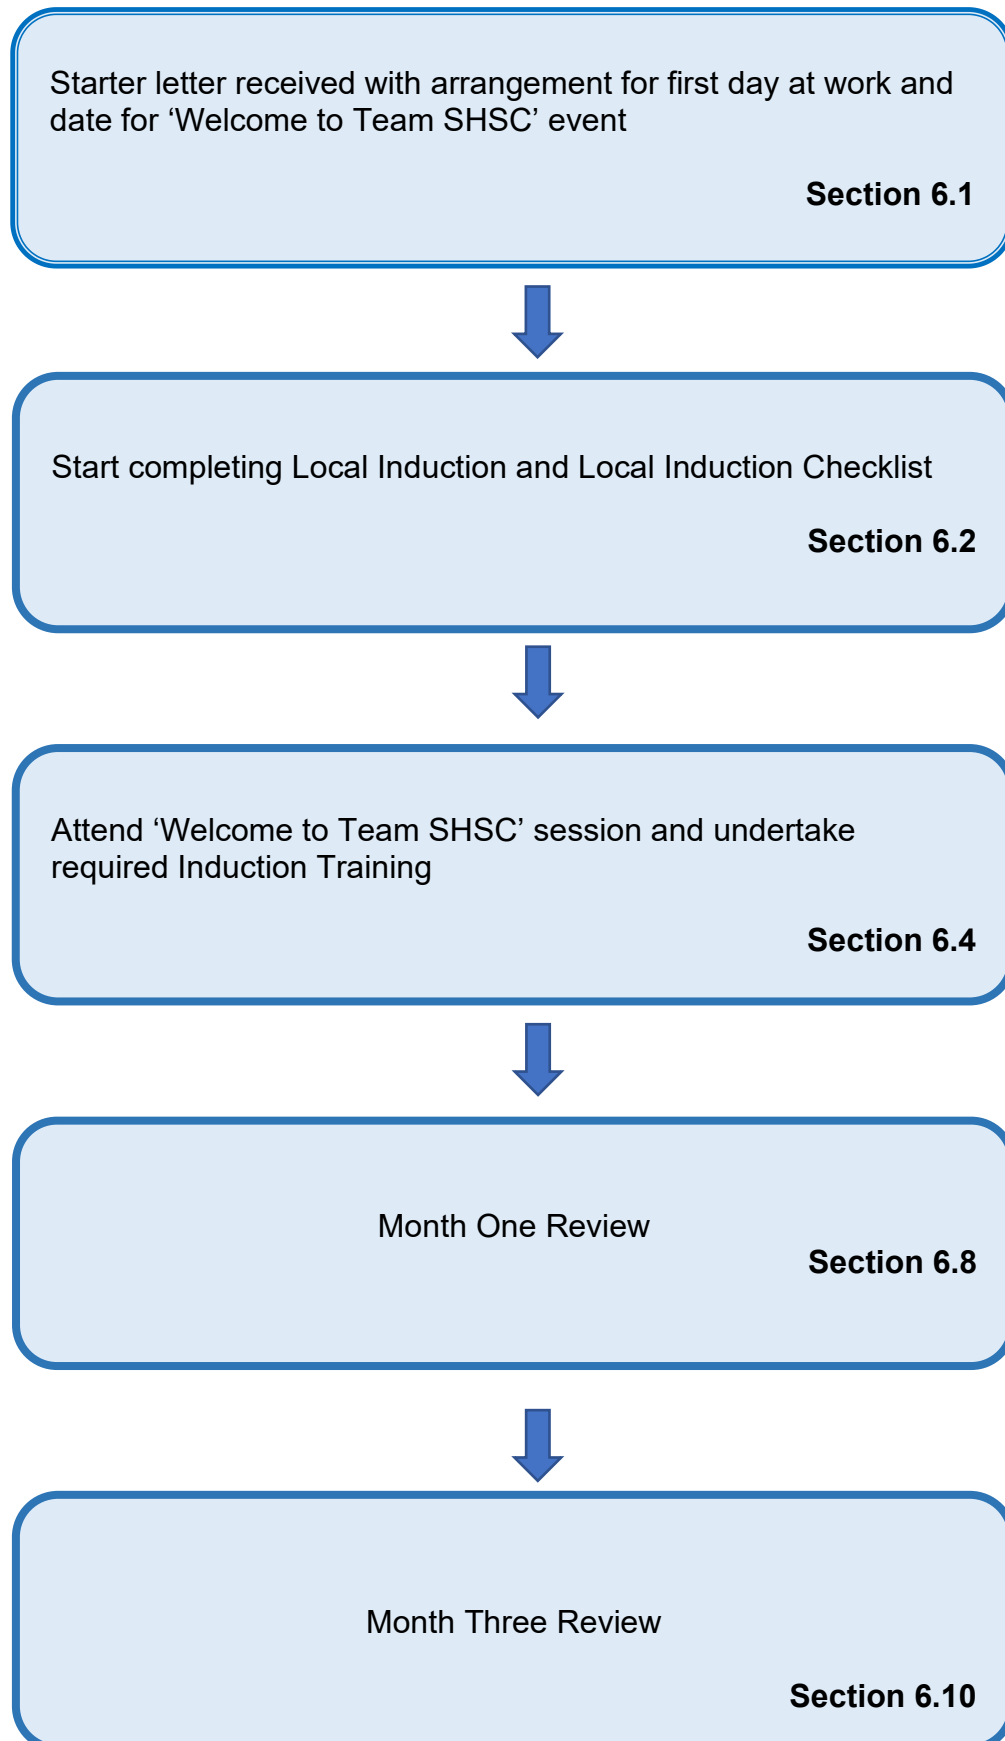 Starter letter received with arrangement for first day at work and
date for ‘Welcome to Team SHSC’ event
Section 6.1
Start completing Local Induction and Local Induction Checklist
Section 6.2
Attend ‘Welcome to Team SHSC’ session and undertake
required Induction Training
Section 6.4
Month One Review
Section 6.8
Month Three Review
Section 6.10